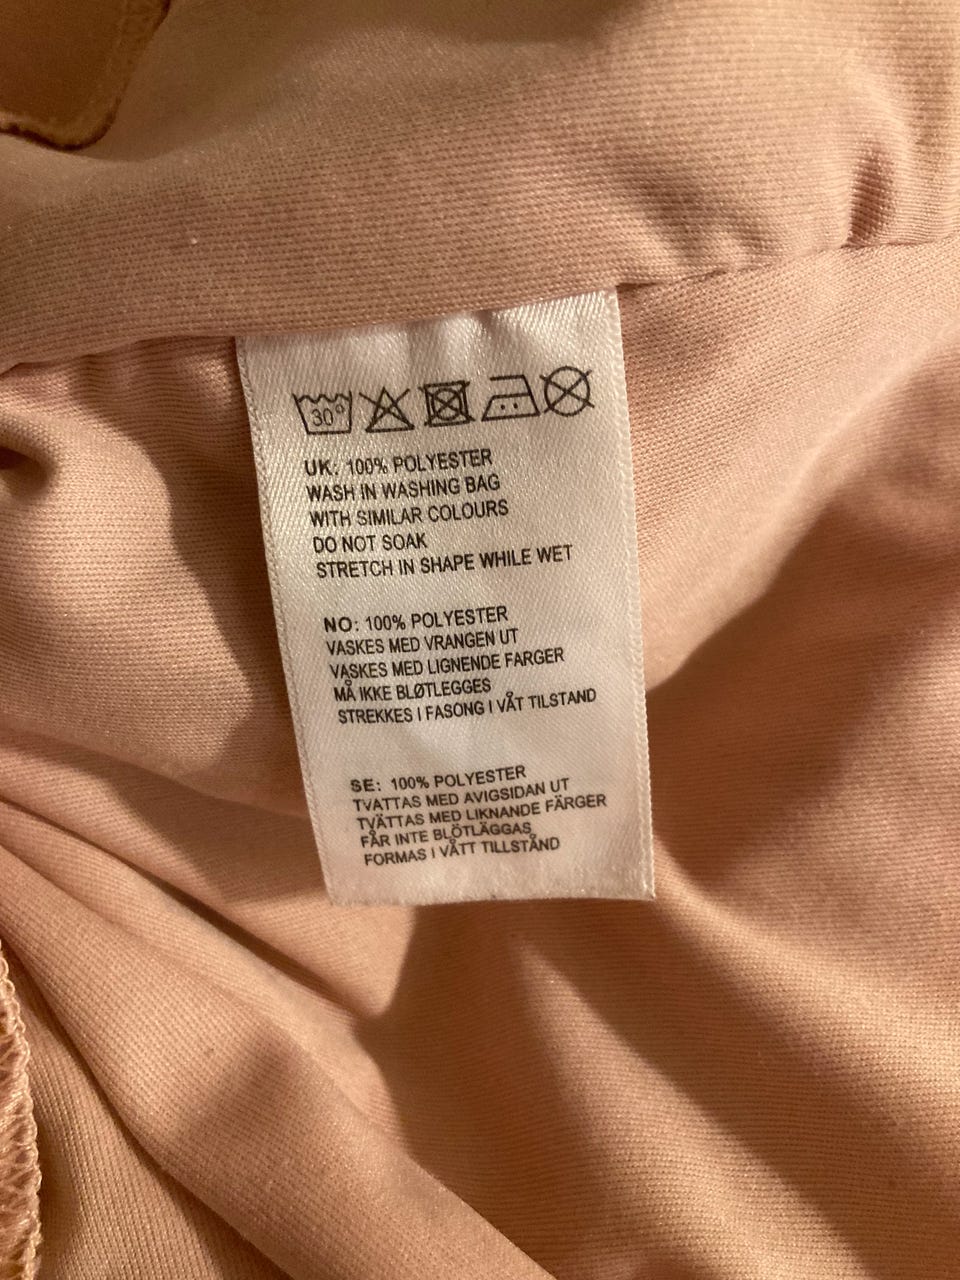 30°
UK: 100% POLYESTER
WASH IN WASHING BAG
WITH SIMILAR COLOURS
DO NOT SOAK
STRETCH IN SHAPE WHILE WET
NO: 100% POLYESTER
VASKES MED VRANGEN UT
VASKES MED LIGNENDE FARGER
MÅ IKKE BLØTLEGGES
STREKKES I FASONG I VÅT TILSTAND
SE: 100% POLYESTER
TVATTAS MED AVIGSIDAN UT
TVÄTTAS MED LIKNANDE FÄRGER
FÅR INTE BLÖTLÄGGAS
FORMAS I VÅTT TILLSTÅND